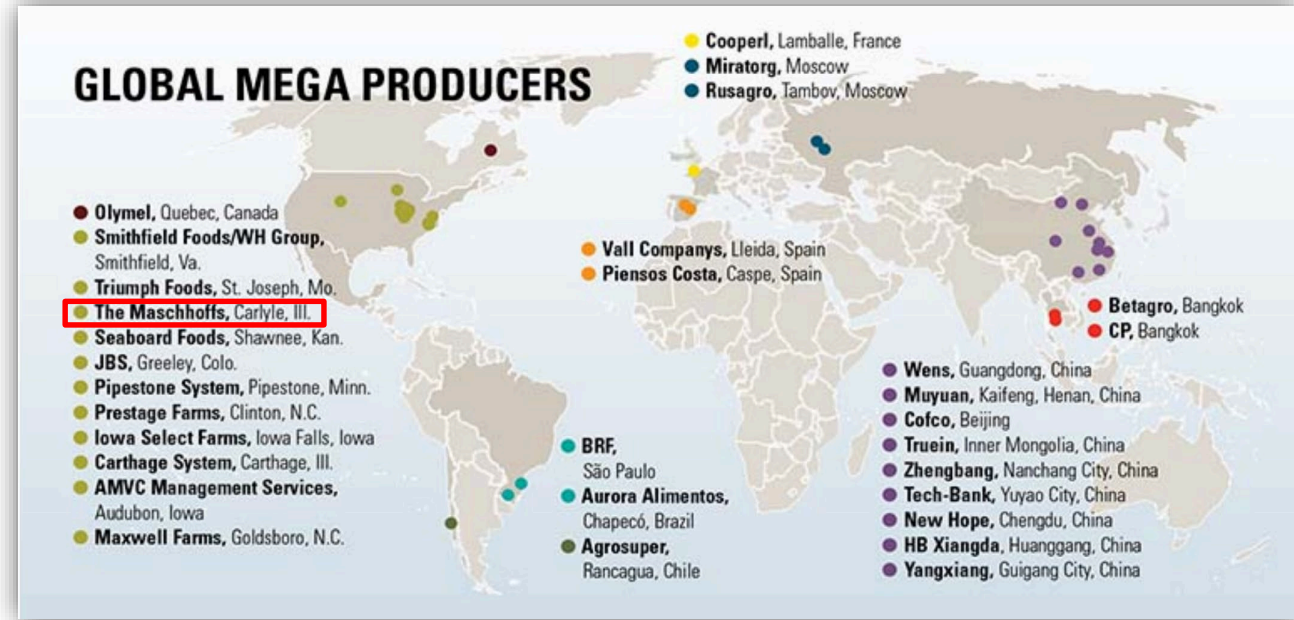 GLOBAL MEGA PRODUCERS
Cooperl, Lamballe, France
Miratorg, Moscow
Rusagro, Tambov, Moscow
Olymel, Quebec, Canada
Smithfield Foods/WH Group,
Smithfield, Va.
Triumph Foods, St. Joseph, Mo.
The Maschhoffs, Carlyle, Ill.
Seaboard Foods, Shawnee, Kan.
JBS, Greeley, Colo.
Pipestone System, Pipestone, Minn.
Prestage Farms, Clinton, N.C.
Iowa Select Farms, Iowa Falls, Iowa
Carthage System, Carthage, Ill.
AMVC Management Services,
Audubon, Iowa
Maxwell Farms, Goldsboro, N.C.
Vall Companys, Lleida, Spain
Piensos Costa, Caspe, Spain
BRF,
São Paulo
Aurora Alimentos,
Chapecó, Brazil
Agrosuper,
Rancagua, Chile
Betagro, Bangkok
CP, Bangkok
Wens, Guangdong, China
Muyuan, Kaifeng, Henan, China
Cofco, Beijing
Truein, Inner Mongolia, China
Zhengbang, Nanchang City, China
Tech-Bank, Yuyao City, China
New Hope, Chengdu, China
HB Xiangda, Huanggang, China
Yangxiang, Guigang City, China